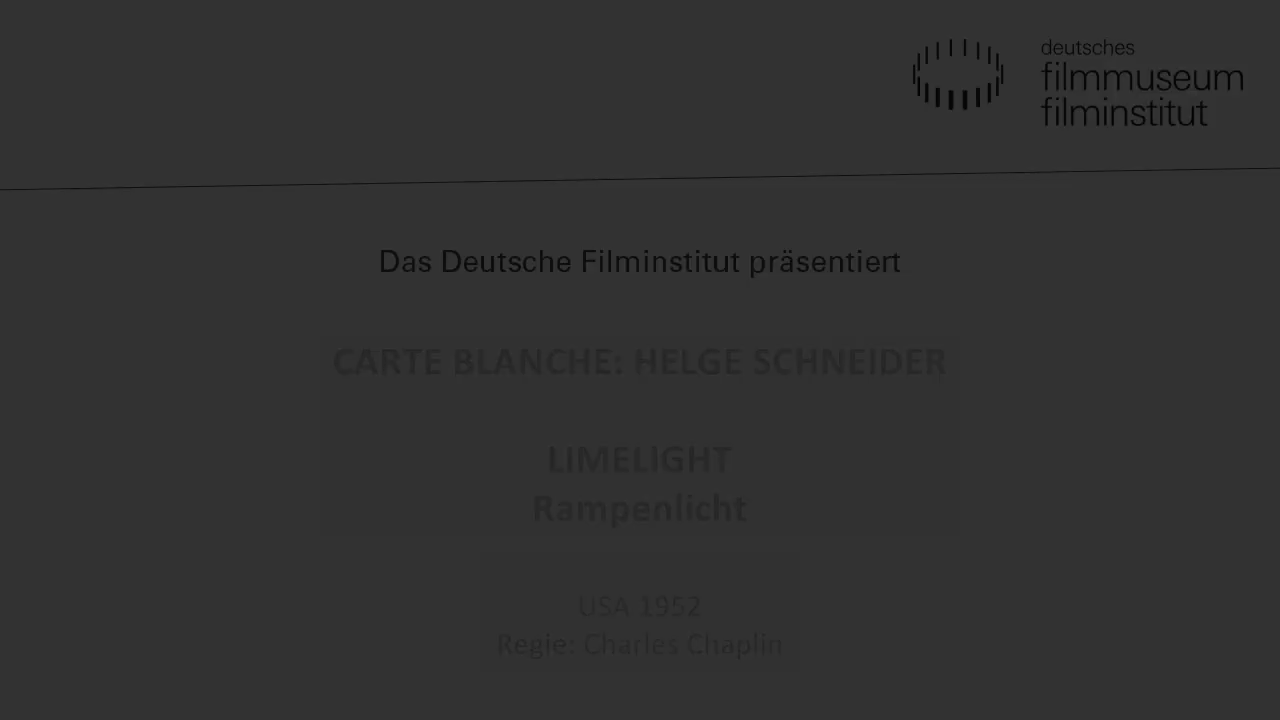 deutsches
filmmuseum
filminstitut
Das Deutsche Filminstitut präsentiert
CARTE BLANCHE: HELGE SCHNEIDER
LIMELIGHT
Rampenlicht
USA 1952
Regie: Charles Chaplin